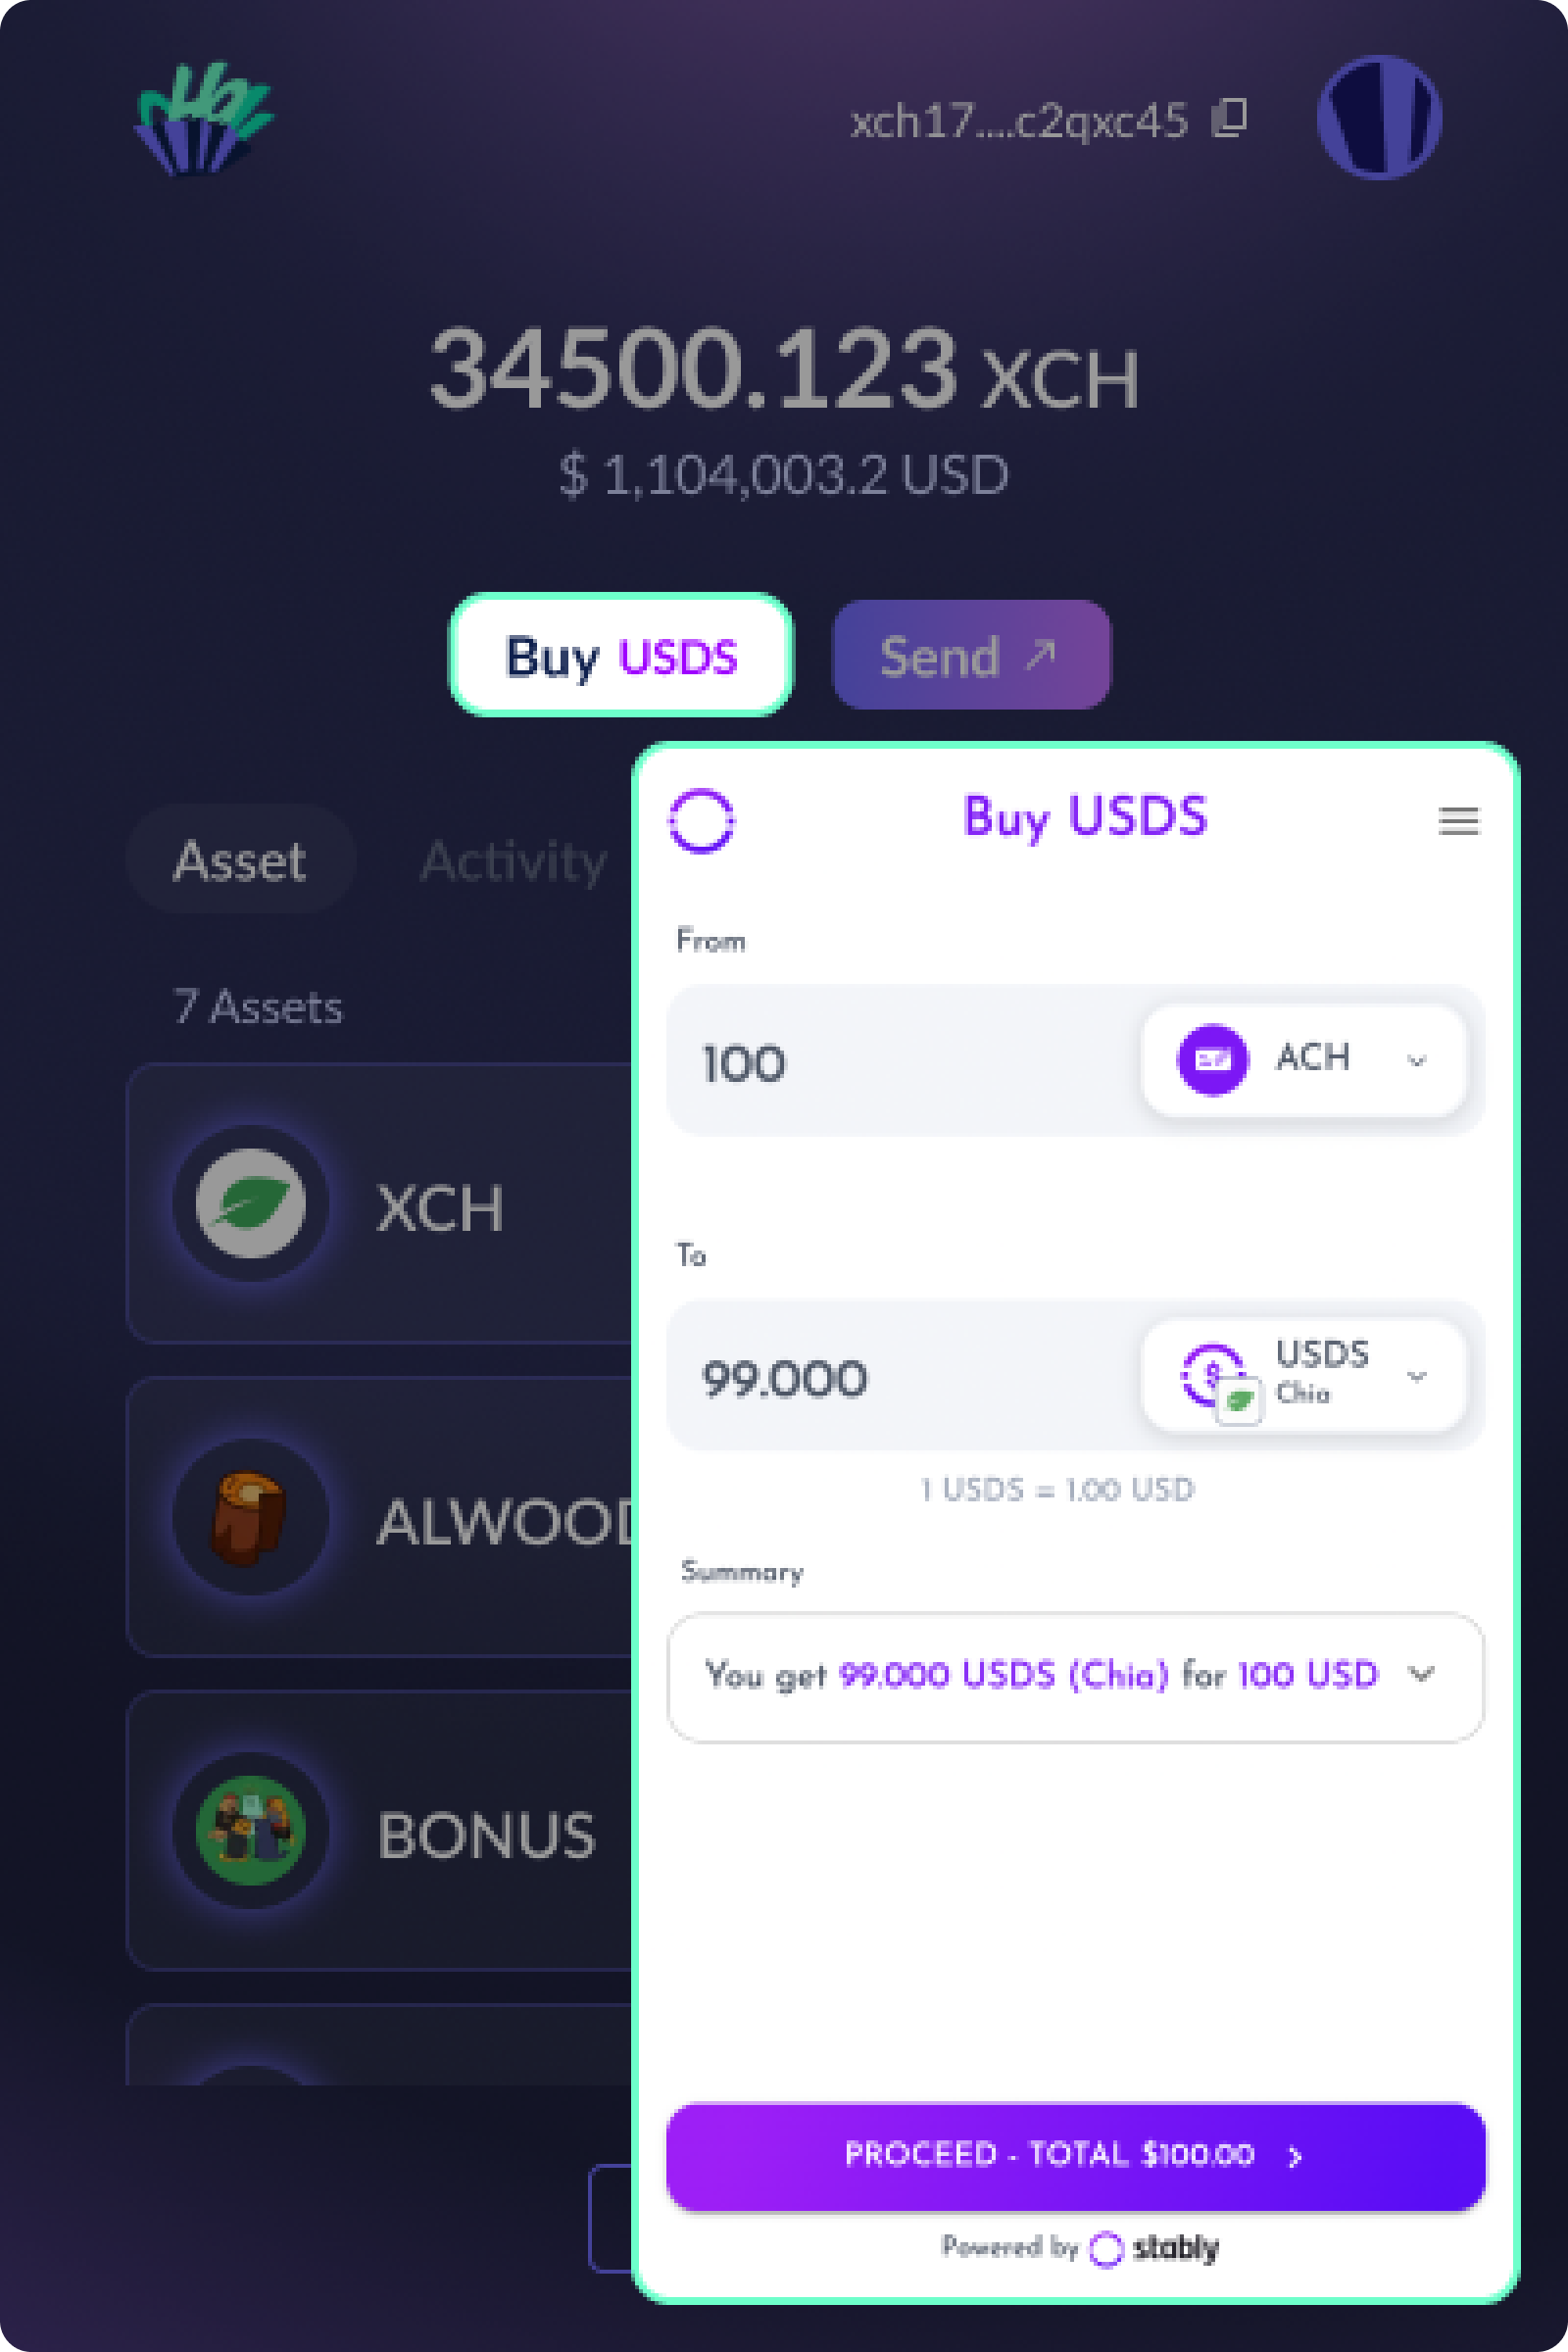 xch17....c2qxc45
34500.123 XCH
$ 1,104,003.2 USD
Buy USDS
Send
Asset Activity
7 Assets
XCH
ALWOOD
BONUS
Buy USDS
From
100 ACH
To
99.000 USDS
Chia
1 USDS = 1.00 USD
Summary
You get 99.000 USDS (Chia) for 100 USD
PROCEED - TOTAL $100.00 >
Powered by stably